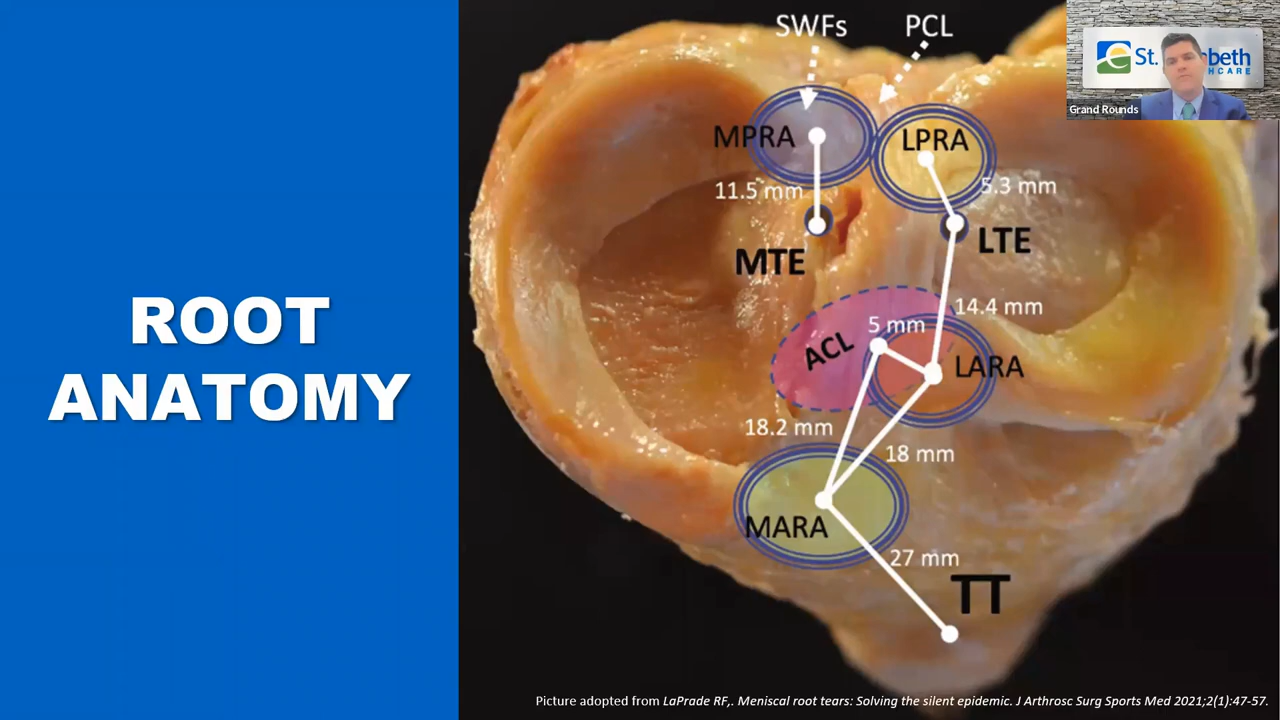 ROOT
ANATOMY
SWFs
PCL
MPRA
LPRA
11.5 mm
5.3 mm
MTE
LTE
14.4 mm
5 mm
ACL
LARA
18.2 mm
18 mm
MARA
27 mm
TT
St.
beth
Grand Rounds
Picture adopted from LaPrade RF,. Meniscal root tears: Solving the silent epidemic. J Arthrosc Surg Sports Med 2021;2(1):47-57.